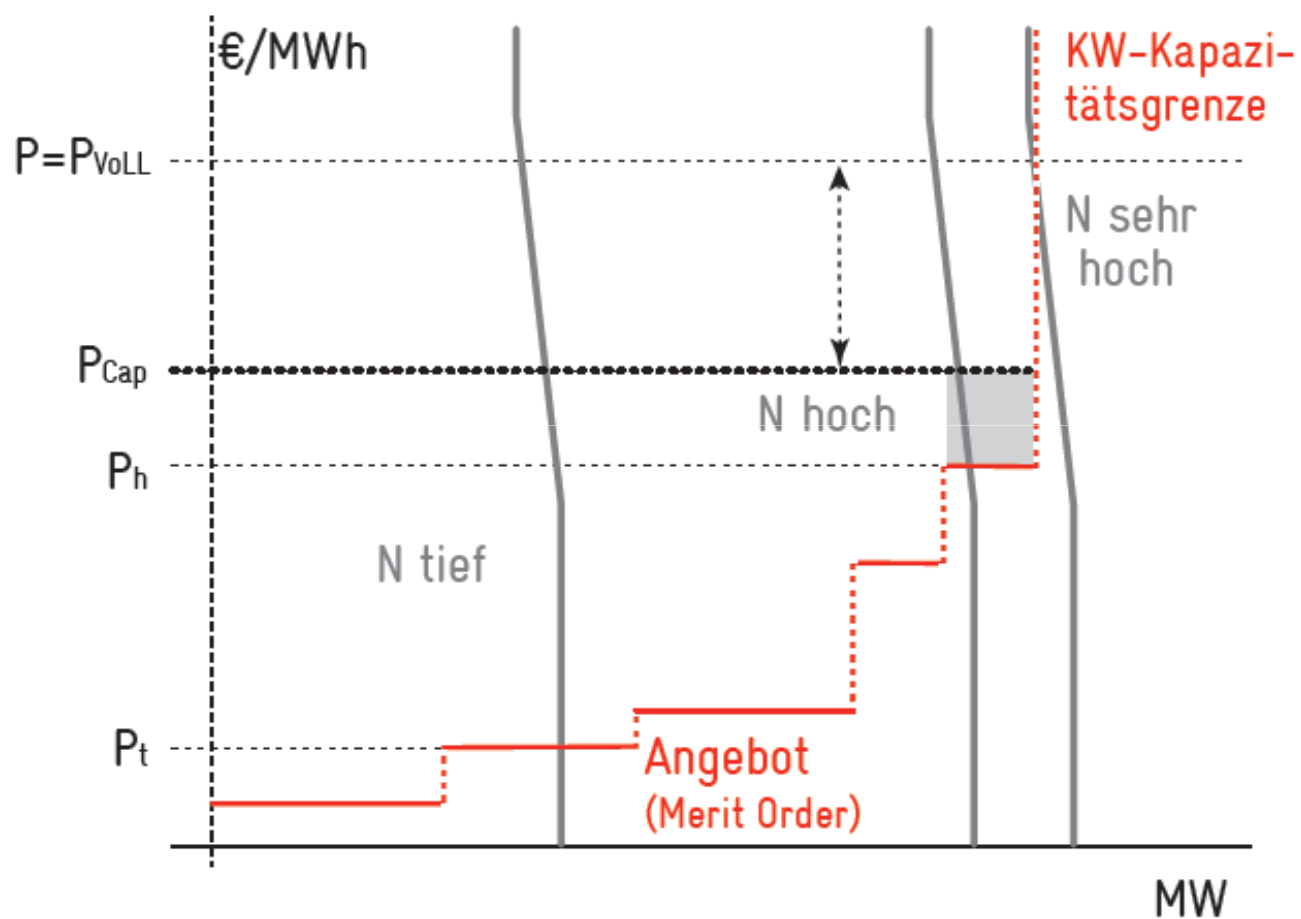 €/MWh
KW-Kapazi-
tätsgrenze
P=PVoLL
N sehr
hoch
PCap
N hoch
Ph
N tief
Pt
Angebot
(Merit Order)
MW